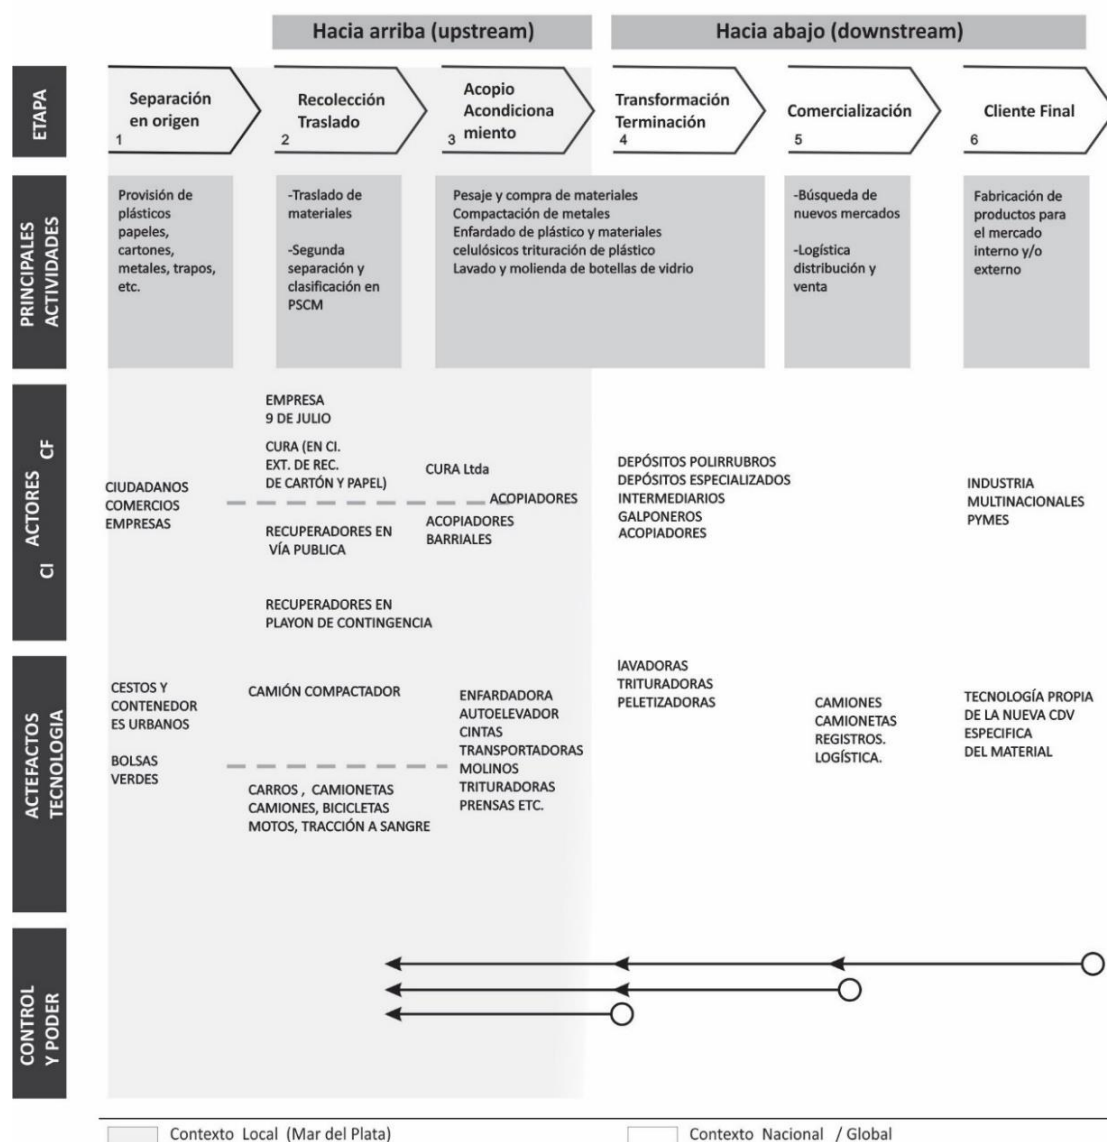 Hacia arriba (upstream)
Hacia abajo (downstream)
ETAPA
Separación
en origen
1
Recolección
Traslado
2
Acopio
Acondiciona
miento
3
Transformación
Terminación
4
Comercialización
5
Cliente Final
6
PRINCIPALES
ACTIVIDADES
Provisión de
plásticos
papeles,
cartones,
metales, trapos,
etc.
-Traslado de
materiales
-Segunda
separación y
clasificación en
PSCM
Pesaje y compra de materiales
Compactación de metales
Enfardado de plástico y materiales
celulósicos trituración de plástico
Lavado y molienda de botellas de vidrio
-Búsqueda de
nuevos mercados
-Logística
distribución y
venta
Fabricación de
productos para
el mercado
interno y/o
externo
ACTORES
CI
CF
CIUDADANOS
COMERCIOS
EMPRESAS
EMPRESA
9 DE JULIO
CURA (EN CI.
EXT. DE REC.
DE CARTÓN Y PAPEL)
RECUPERADORES EN
VÍA PUBLICA
RECUPERADORES EN
PLAYON DE CONTINGENCIA
CURA Ltda
ACOPIADORES
ACOPIADORES
BARRIALES
DEPÓSITOS POLIRRUBROS
DEPÓSITOS ESPECIALIZADOS
INTERMEDIARIOS
GALPONEROS
ACOPIADORES
INDUSTRIA
MULTINACIONALES
PYMES
ACTEFACTOS
TECNOLOGIA
CESTOS Y
CONTENEDOR
ES URBANOS
BOLSAS
VERDES
CAMIÓN COMPACTADOR
CARROS , CAMIONETAS
CAMIONES, BICICLETAS
MOTOS, TRACCIÓN A SANGRE
ENFARDADORA
AUTOELEVADOR
CINTAS
TRANSPORTADORAS
MOLINOS
TRITURADORAS
PRENSAS ETC.
lAVADORAS
TRITURADORAS
PELETIZADORAS
CAMIONES
CAMIONETAS
REGISTROS.
LOGÍSTICA.
TECNOLOGÍA PROPIA
DE LA NUEVA CDV
ESPECIFICA
DEL MATERIAL
CONTROL
Y PODER
Contexto Local (Mar del Plata)
Contexto Nacional / Global